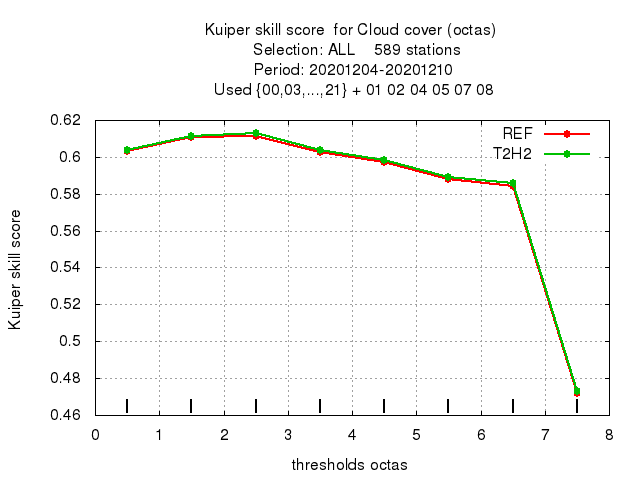 Kuiper skill score  for Cloud cover (octas)
Selection: ALL    589 stations
Period: 20201204-20201210
Used {00,03,...,21} + 01 02 04 05 07 08
REF
T2H2
0.62
0.6
0.58
0.56
0.54
0.52
0.5
0.48
0.46
Kuiper skill score
0 1 2 3 4 5 6 7 8
thresholds octas